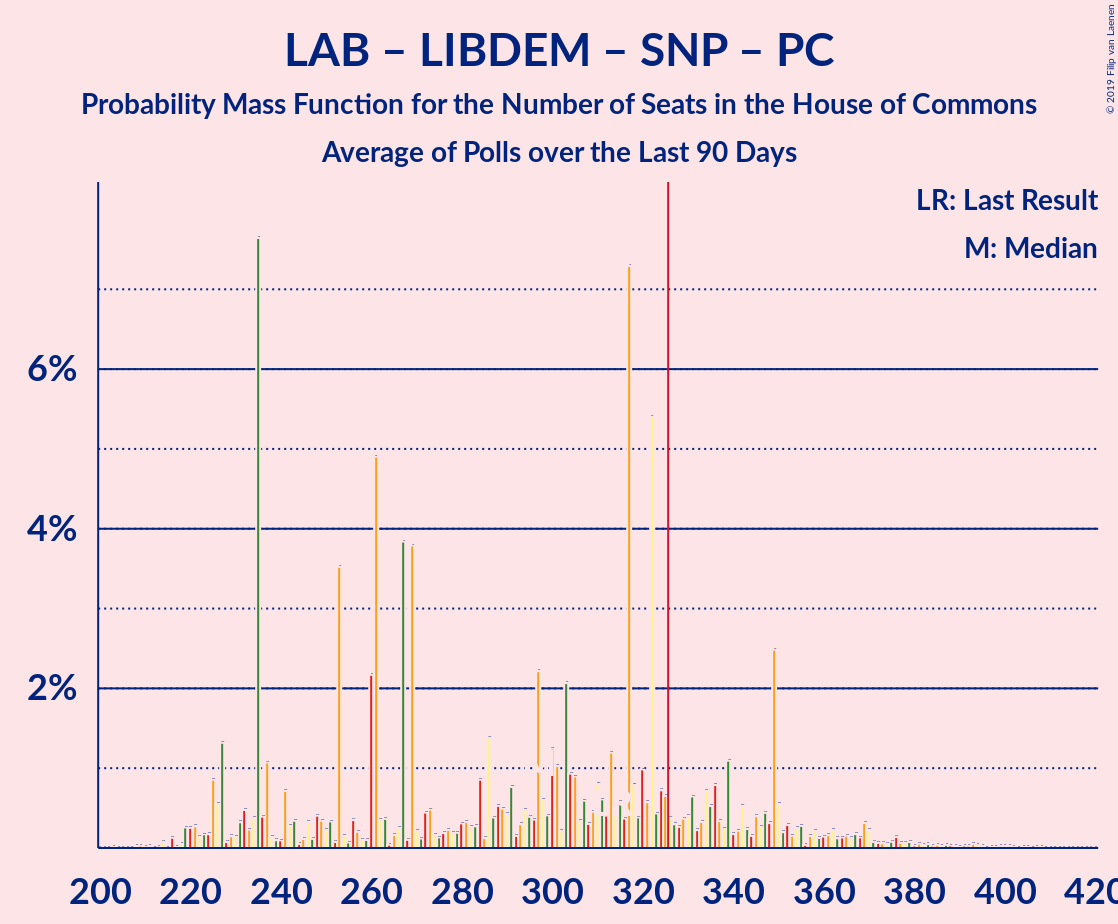 LAB – LIBDEM – SNP – PC
Probability Mass Function for the Number of Seats in the House of Commons
Average of Polls over the Last 90 Days
© 2019 Filip van Laenen
LR: Last Result
M: Median
6%
4%
2%
200 220 240 260 280 300 320 340 360 380 400 420